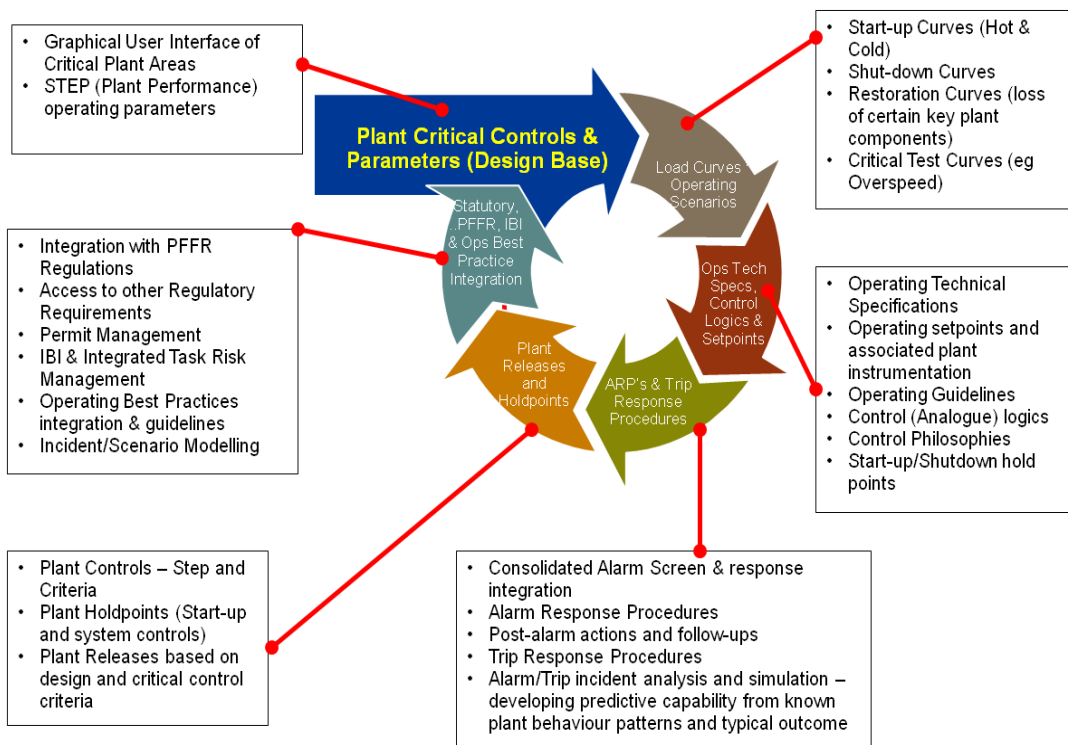 • Graphical User Interface of
Critical Plant Areas
• STEP (Plant Performance)
operating parameters
Plant Critical Controls &
Parameters (Design Base)
• Start-up Curves (Hot &
Cold)
• Shut-down Curves
• Restoration Curves (loss
of certain key plant
components)
• Critical Test Curves (eg
Overspeed)
Load Curves
Operating
Scenarios
Statutory,
..PFFR, IBI
& Ops Best
Practice
Integration
Ops Tech
Specs,
Control
Logics &
Setpoints
Plant
Releases
and
Holdpoints
ARP's & Trip
Response
Procedures
• Integration with PFFR
Regulations
• Access to other Regulatory
Requirements
• Permit Management
• IBI & Integrated Task Risk
Management
• Operating Best Practices
integration & guidelines
• Incident/Scenario Modelling
• Operating Technical
Specifications
• Operating setpoints and
associated plant
instrumentation
• Operating Guidelines
• Control (Analogue) logics
• Control Philosophies
• Start-up/Shutdown hold
points
• Plant Controls – Step and
Criteria
• Plant Holdpoints (Start-up
and system controls)
• Plant Releases based on
design and critical control
criteria
• Consolidated Alarm Screen & response
integration
• Alarm Response Procedures
• Post-alarm actions and follow-ups
• Trip Response Procedures
• Alarm/Trip incident analysis and simulation –
developing predictive capability from known
plant behaviour patterns and typical outcome